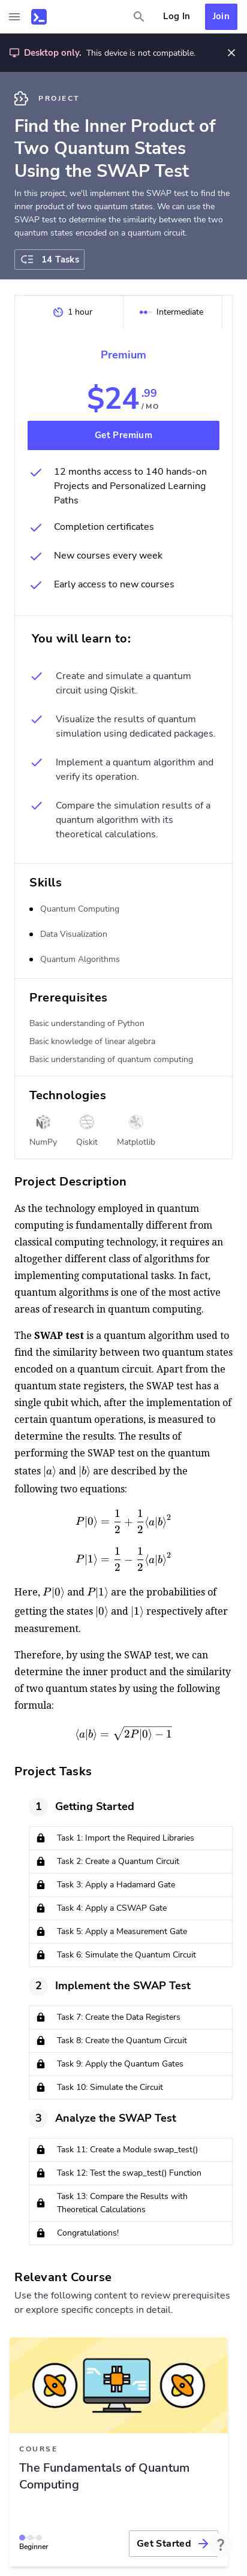 Log In
Join
Desktop only. This device is not compatible.
PROJECT
Find the Inner Product of
Two Quantum States
Using the SWAP Test
In this project, we'll implement the SWAP test to find the
inner product of two quantum states. We can use the
SWAP test to determine the similarity between the two
quantum states encoded on a quantum circuit.
14 Tasks
1 hour
Intermediate
Premium
$24.99
/ MO
Get Premium
12 months access to 140 hands-on
Projects and Personalized Learning
Paths
Completion certificates
New courses every week
Early access to new courses
You will learn to:
Create and simulate a quantum
circuit using Qiskit.
Visualize the results of quantum
simulation using dedicated packages.
Implement a quantum algorithm and
verify its operation.
Compare the simulation results of a
quantum algorithm with its
theoretical calculations.
Skills
Quantum Computing
Data Visualization
Quantum Algorithms
Prerequisites
Basic understanding of Python
Basic knowledge of linear algebra
Basic understanding of quantum computing
Technologies
NumPy
Qiskit
Matplotlib
Project Description
As the technology employed in quantum
computing is fundamentally different from
classical computing technology, it requires an
altogether different class of algorithms for
implementing computational tasks. In fact,
quantum algorithms is one of the most active
areas of research in quantum computing.
The SWAP test is a quantum algorithm used to
find the similarity between two quantum states
encoded on a quantum circuit. Apart from the
quantum state registers, the SWAP test has a
single qubit which, after the implementation of
certain quantum operations, is measured to
determine the results. The results of
performing the SWAP test on the quantum
states |a⟩ and |b⟩ are described by the
following two equations:
P|0⟩ = 1/2 + 1/2⟨a|b⟩²
P|1⟩ = 1/2 − 1/2⟨a|b⟩²
Here, P|0⟩ and P|1⟩ are the probabilities of
getting the states |0⟩ and |1⟩ respectively after
measurement.
Therefore, by using the SWAP test, we can
determine the inner product and the similarity
of two quantum states by using the following
formula:
⟨a|b⟩ = √(2P|0⟩ − 1)
Project Tasks
1 Getting Started
Task 1: Import the Required Libraries
Task 2: Create a Quantum Circuit
Task 3: Apply a Hadamard Gate
Task 4: Apply a CSWAP Gate
Task 5: Apply a Measurement Gate
Task 6: Simulate the Quantum Circuit
2 Implement the SWAP Test
Task 7: Create the Data Registers
Task 8: Create the Quantum Circuit
Task 9: Apply the Quantum Gates
Task 10: Simulate the Circuit
3 Analyze the SWAP Test
Task 11: Create a Module swap_test()
Task 12: Test the swap_test() Function
Task 13: Compare the Results with
Theoretical Calculations
Congratulations!
Relevant Course
Use the following content to review prerequisites
or explore specific concepts in detail.
COURSE
The Fundamentals of Quantum
Computing
Beginner
Get Started
?